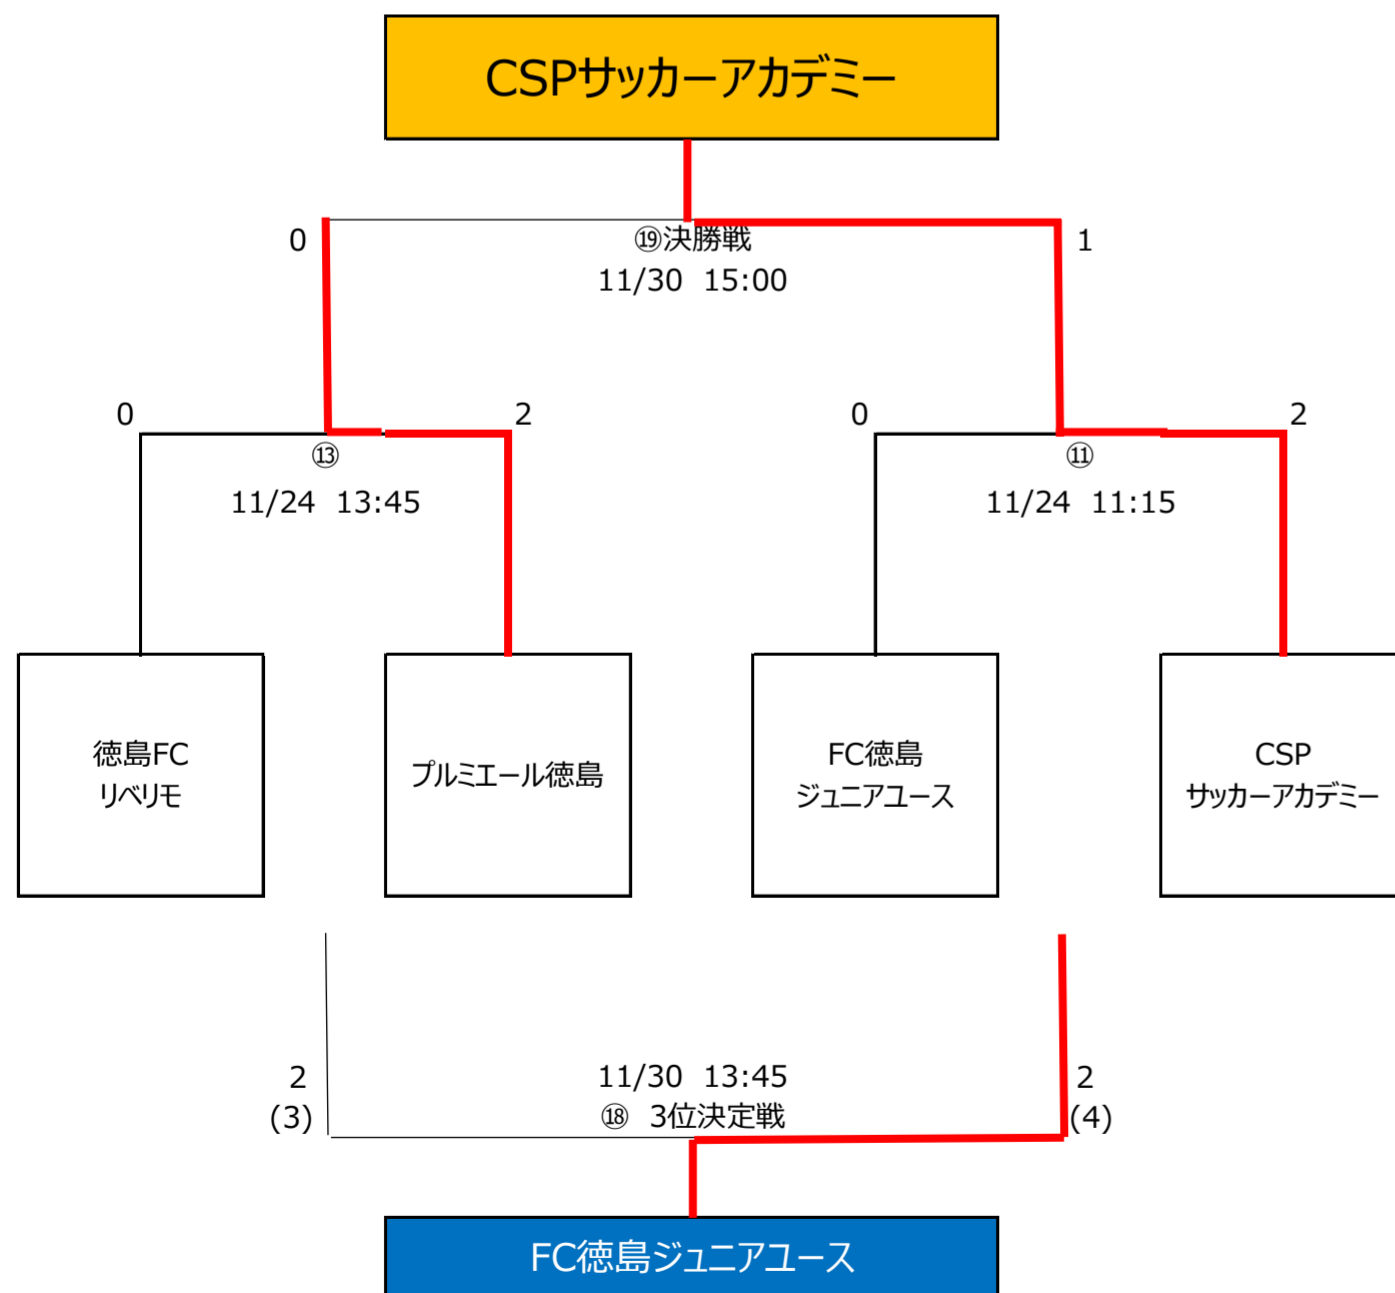 CSPサッカーアカデミー
0
⑲決勝戦
1
11/30 15:00
0
2
0
2
⑬
⑪
11/24 13:45
11/24 11:15
徳島FC
リベリモ
プルミエール徳島
FC徳島
ジュニアユース
CSP
サッカーアカデミー
2
11/30 13:45
2
(3)
⑱ 3位決定戦
(4)
FC徳島ジュニアユース